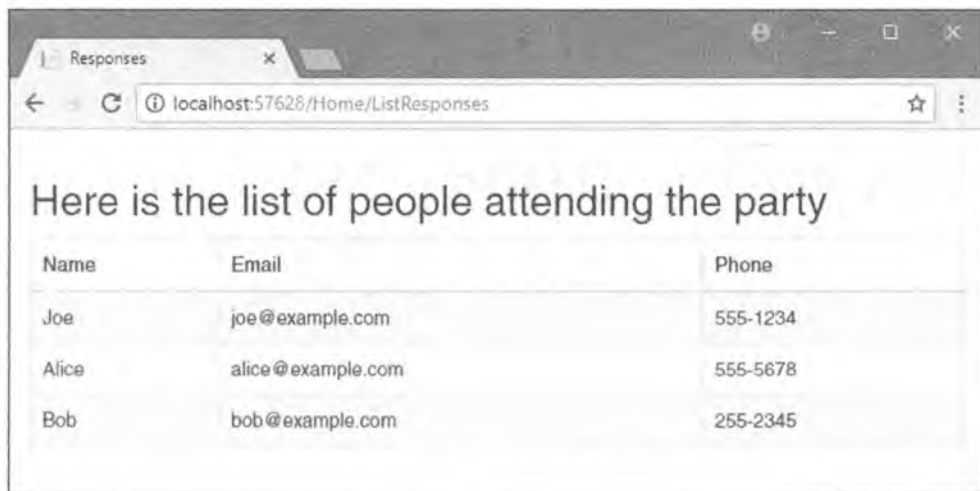 Responses
localhost:57628/Home/ListResponses
Here is the list of people attending the party
Name Email Phone
Joe joe@example.com 555-1234
Alice alice@example.com 555-5678
Bob bob@example.com 255-2345